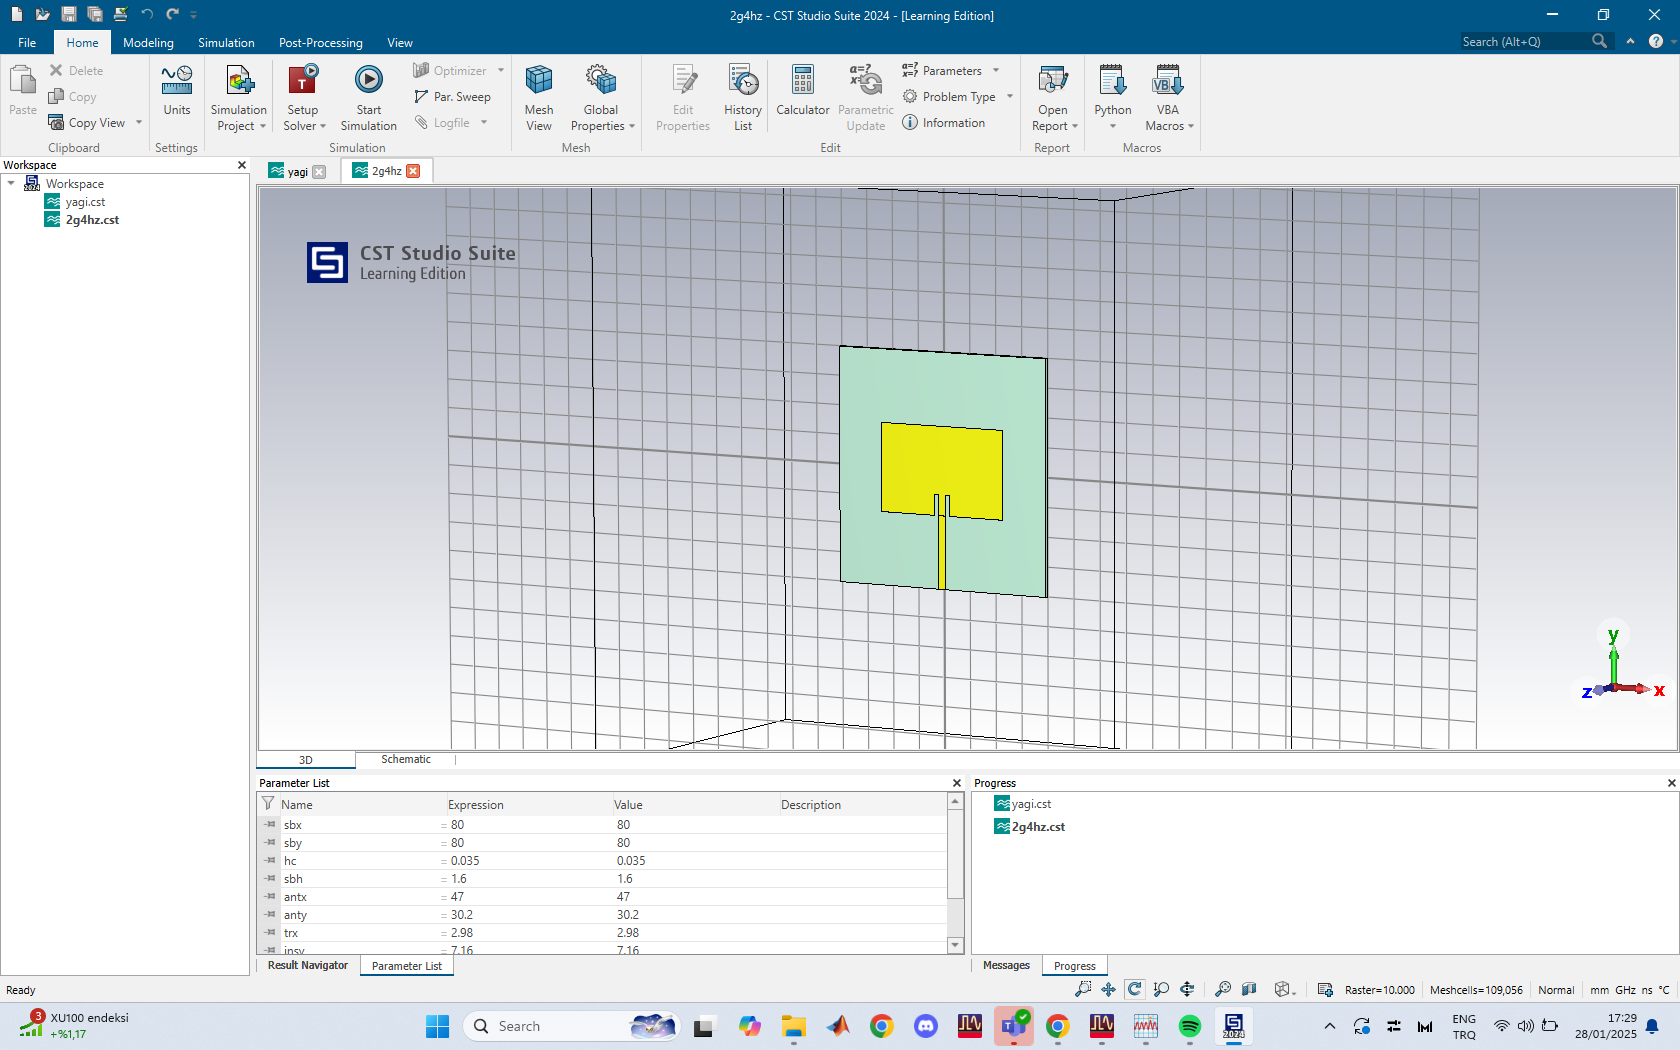 2g4hz - CST Studio Suite 2024 - [Learning Edition]
File Home Modeling Simulation Post-Processing View
Search (Alt+Q)
Paste
Delete
Copy
Copy View
Clipboard
Units
Settings
Simulation Project
Setup Solver
Start Simulation
Optimizer
Par. Sweep
Logfile
Simulation
Mesh View
Global Properties
Mesh
Edit Properties
History List
Calculator
Parametric Update
Parameters
Problem Type
Information
Edit
Open Report
Report
Python
VBA Macros
Macros
Workspace
Workspace
yagi.cst
2g4hz.cst
yagi
2g4hz
CST Studio Suite
Learning Edition
y
z
x
3D Schematic
Parameter List
Name Expression Value Description
sbx = 80 80
sby = 80 80
hc = 0.035 0.035
sbh = 1.6 1.6
antx = 47 47
anty = 30.2 30.2
trx = 2.98 2.98
insy = 7.16 7.16
Result Navigator Parameter List
Progress
yagi.cst
2g4hz.cst
Messages Progress
Ready
Raster=10.000 Meshcells=109,056 Normal mm GHz ns °C
3
XU100 endeksi
+%1,17
Search
2024
ENG
TRQ
17:29
28/01/2025